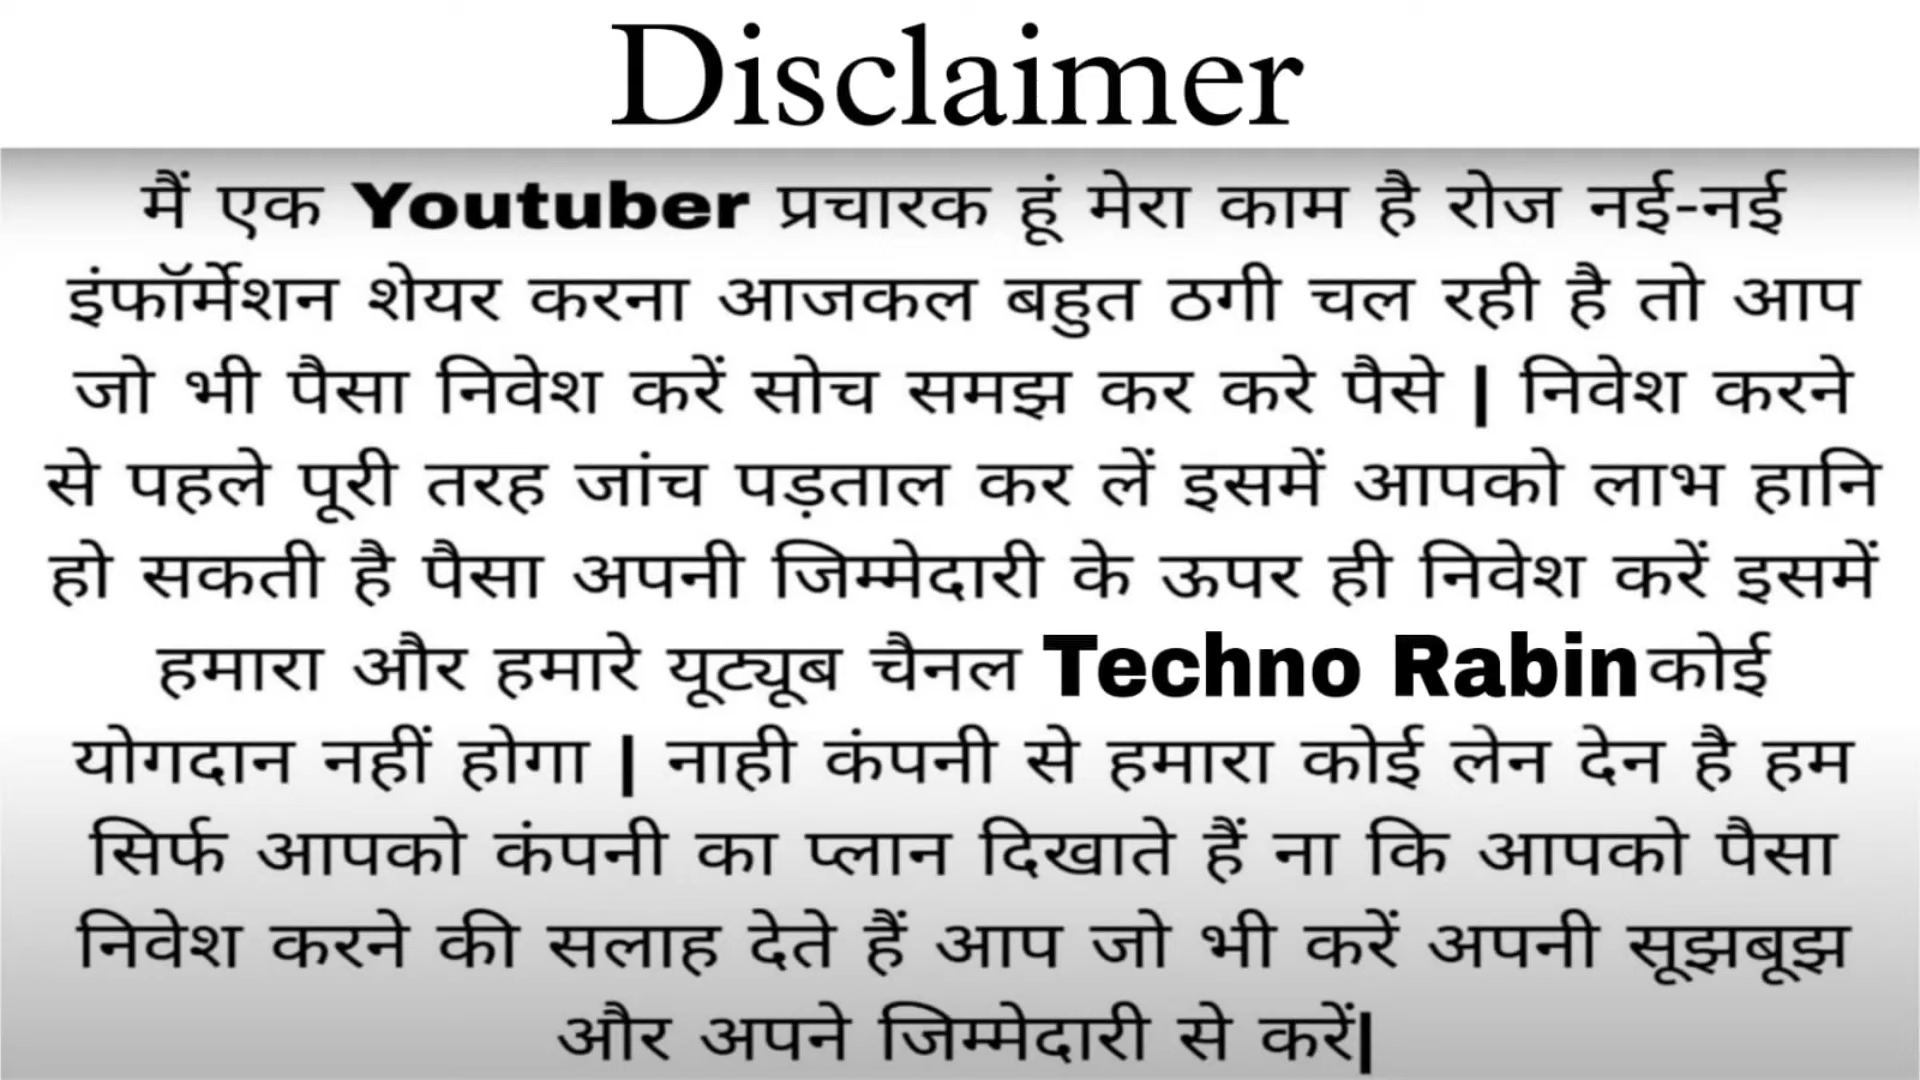 Disclaimer
मैं एक Youtuber प्रचारक हूं मेरा काम है रोज नई-नई
इंफॉर्मेशन शेयर करना आजकल बहुत ठगी चल रही है तो आप
जो भी पैसा निवेश करें सोच समझ कर करे पैसे | निवेश करने
से पहले पूरी तरह जांच पड़ताल कर लें इसमें आपको लाभ हानि
हो सकती है पैसा अपनी जिम्मेदारी के ऊपर ही निवेश करें इसमें
हमारा और हमारे यूट्यूब चैनल Techno Rabin कोई
योगदान नहीं होगा | नाही कंपनी से हमारा कोई लेन देन है हम
सिर्फ आपको कंपनी का प्लान दिखाते हैं ना कि आपको पैसा
निवेश करने की सलाह देते हैं आप जो भी करें अपनी सूझबूझ
और अपने जिम्मेदारी से करें|